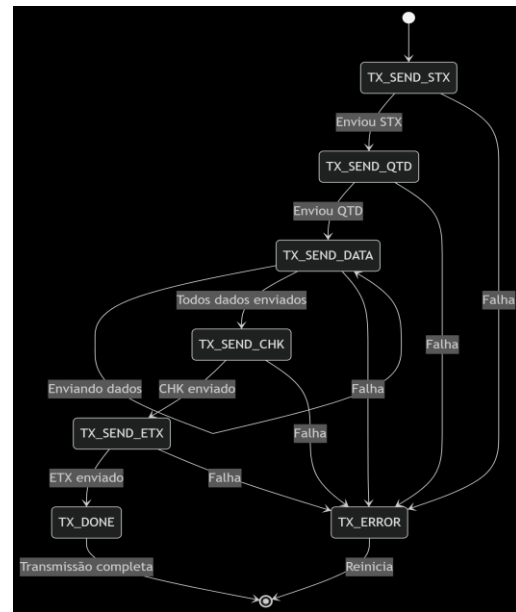 TX_SEND_STX
Enviou STX
TX_SEND_QTD
Enviou QTD
TX_SEND_DATA
Todos dados enviados
Falha
TX_SEND_CHK
Falha
Enviando dados
CHK enviado
Falha
TX_SEND_ETX
Falha
ETX enviado
Falha
TX_DONE
TX_ERROR
Transmissão completa
Reinicia